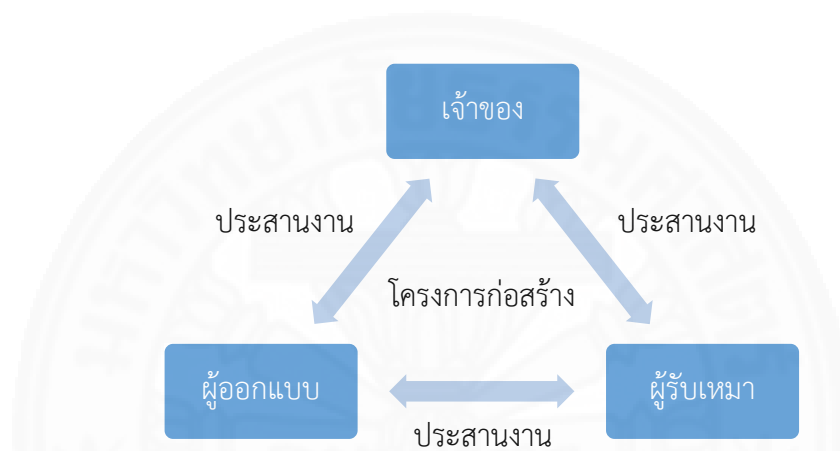 เจ้าของ
ประสานงาน
ประสานงาน
โครงการก่อสร้าง
ผู้ออกแบบ
ผู้รับเหมา
ประสานงาน